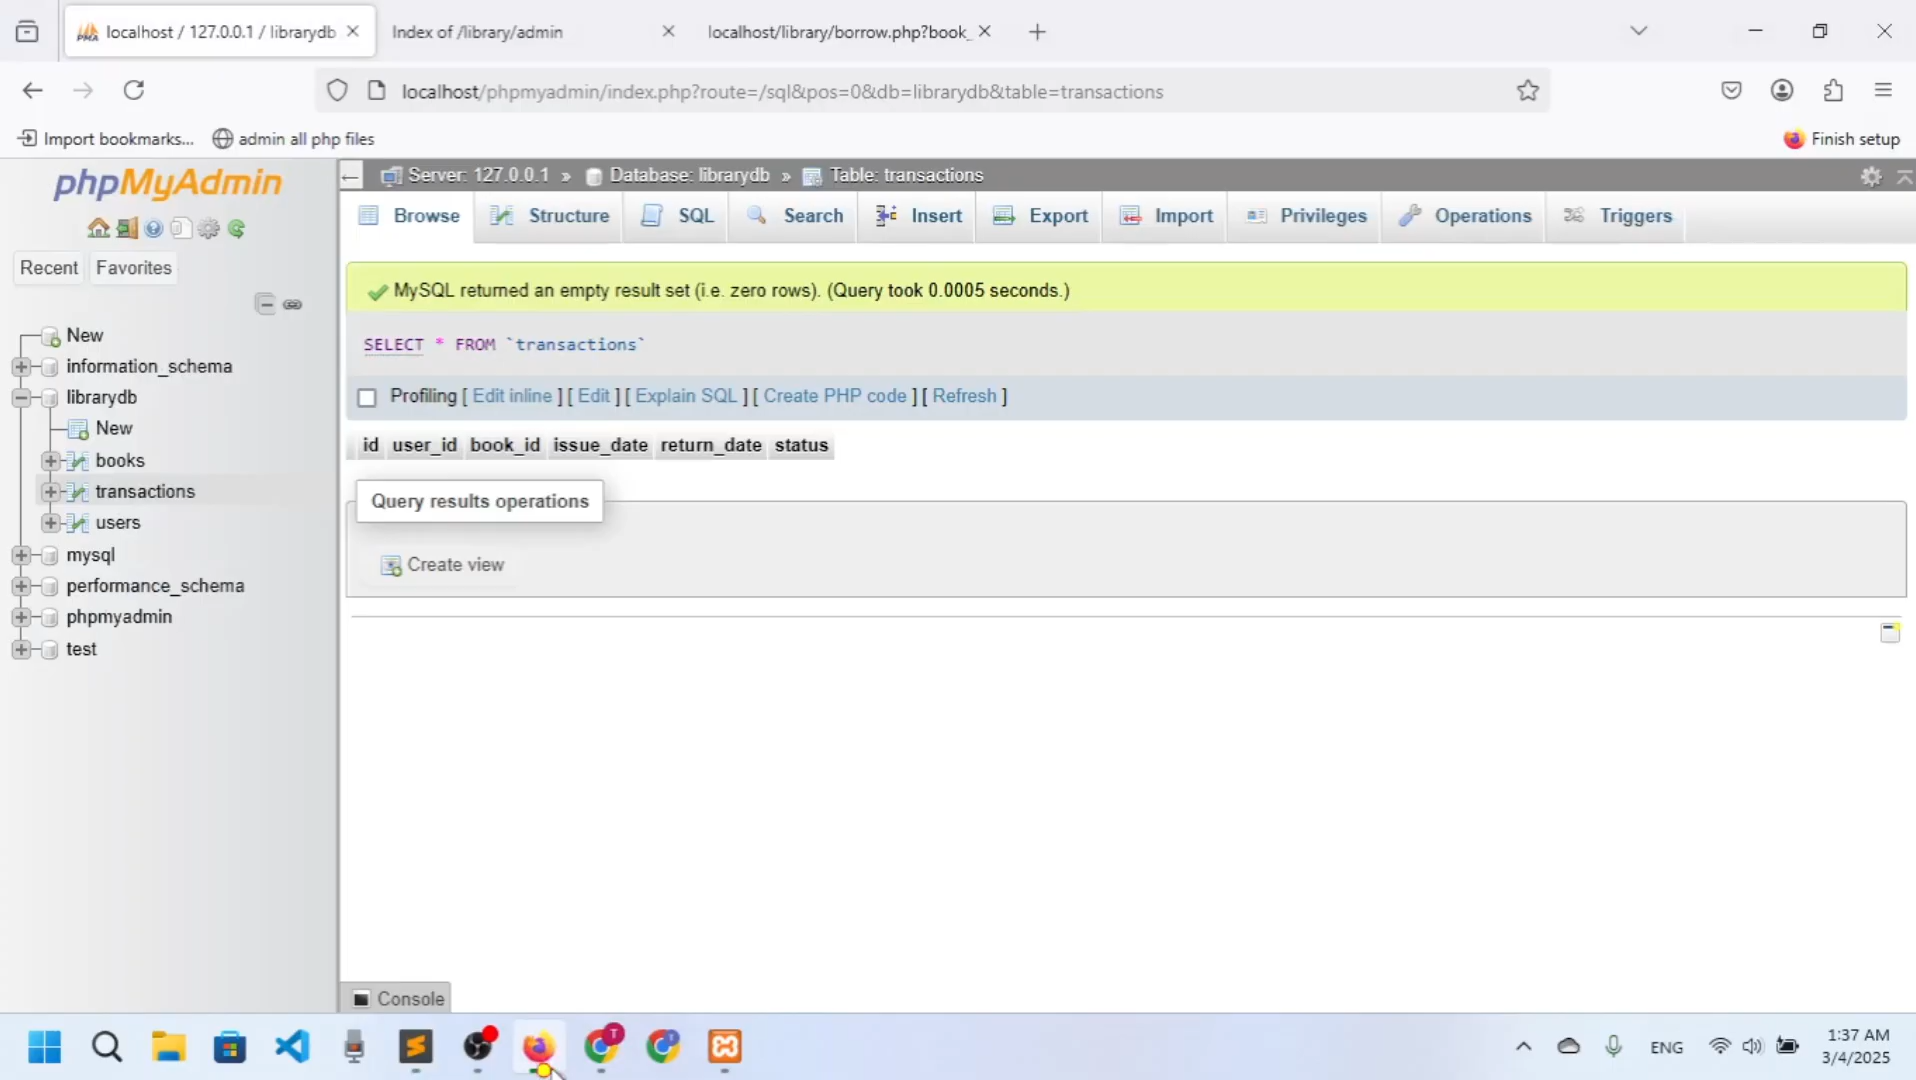 localhost / 127.0.0.1 / librarydb
Index of /library/admin
localhost/library/borrow.php?book_
localhost/phpmyadmin/index.php?route=/sql&pos=0&db=librarydb&table=transactions
Import bookmarks...
admin all php files
Finish setup
phpMyAdmin
Recent
Favorites
New
information_schema
librarydb
New
books
transactions
users
mysql
performance_schema
phpmyadmin
test
Server: 127.0.0.1 » Database: librarydb » Table: transactions
Browse
Structure
SQL
Search
Insert
Export
Import
Privileges
Operations
Triggers
MySQL returned an empty result set (i.e. zero rows). (Query took 0.0005 seconds.)
SELECT * FROM `transactions`
Profiling [ Edit inline ] [ Edit ] [ Explain SQL ] [ Create PHP code ] [ Refresh ]
id user_id book_id issue_date return_date status
Query results operations
Create view
Console
ENG
1:37 AM
3/4/2025